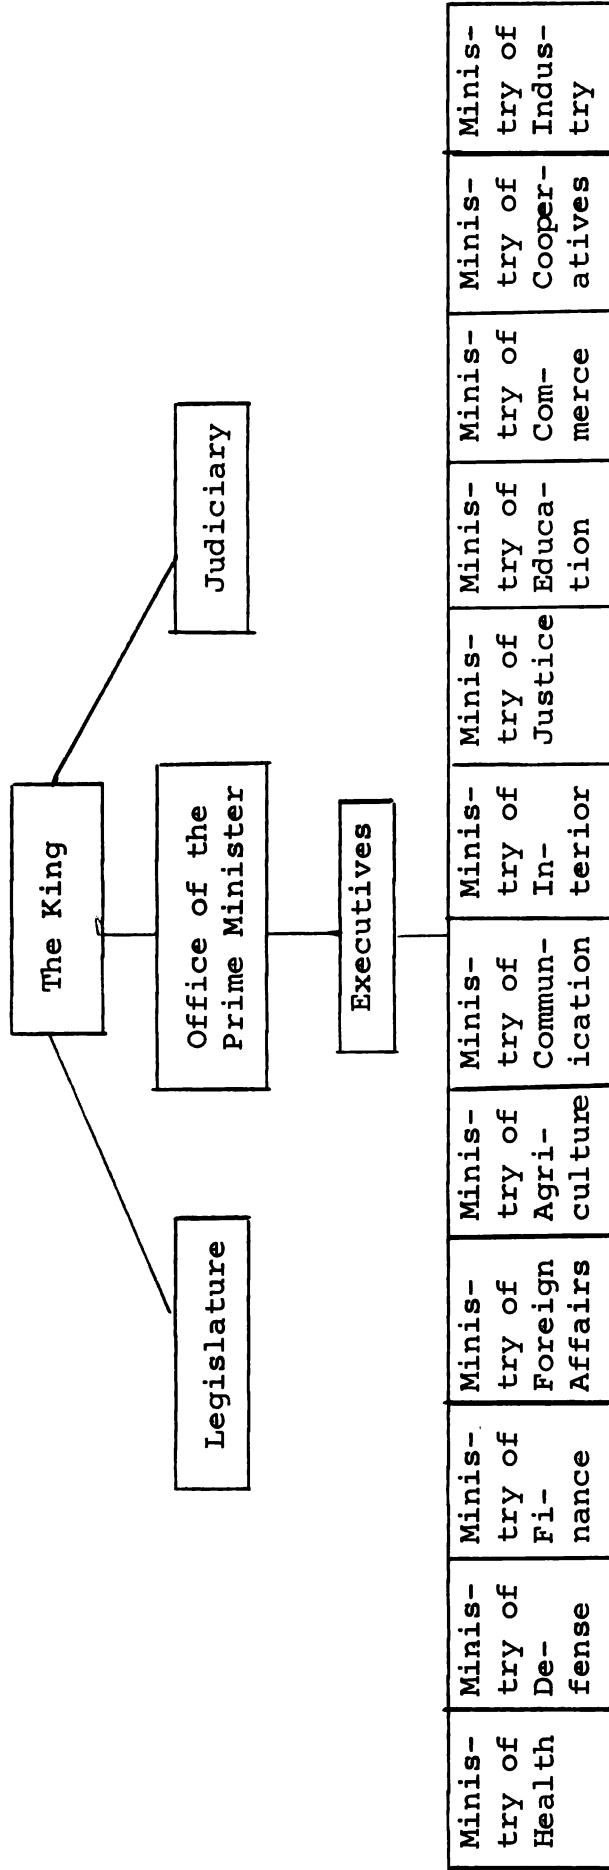 The King
Legislature
Office of the
Prime Minister
Judiciary
Executives
Minis-
try of
Health
Minis-
try of
De-
fense
Minis-
try of
Fi-
nance
Minis-
try of
Foreign
Affairs
Minis-
try of
Agri-
culture
Minis-
try of
Commun-
ication
Minis-
try of
In-
terior
Minis-
try of
Justice
Minis-
try of
Educa-
tion
Minis-
try of
Com-
merce
Minis-
try of
Cooper-
atives
Minis-
try of
Indus-
try